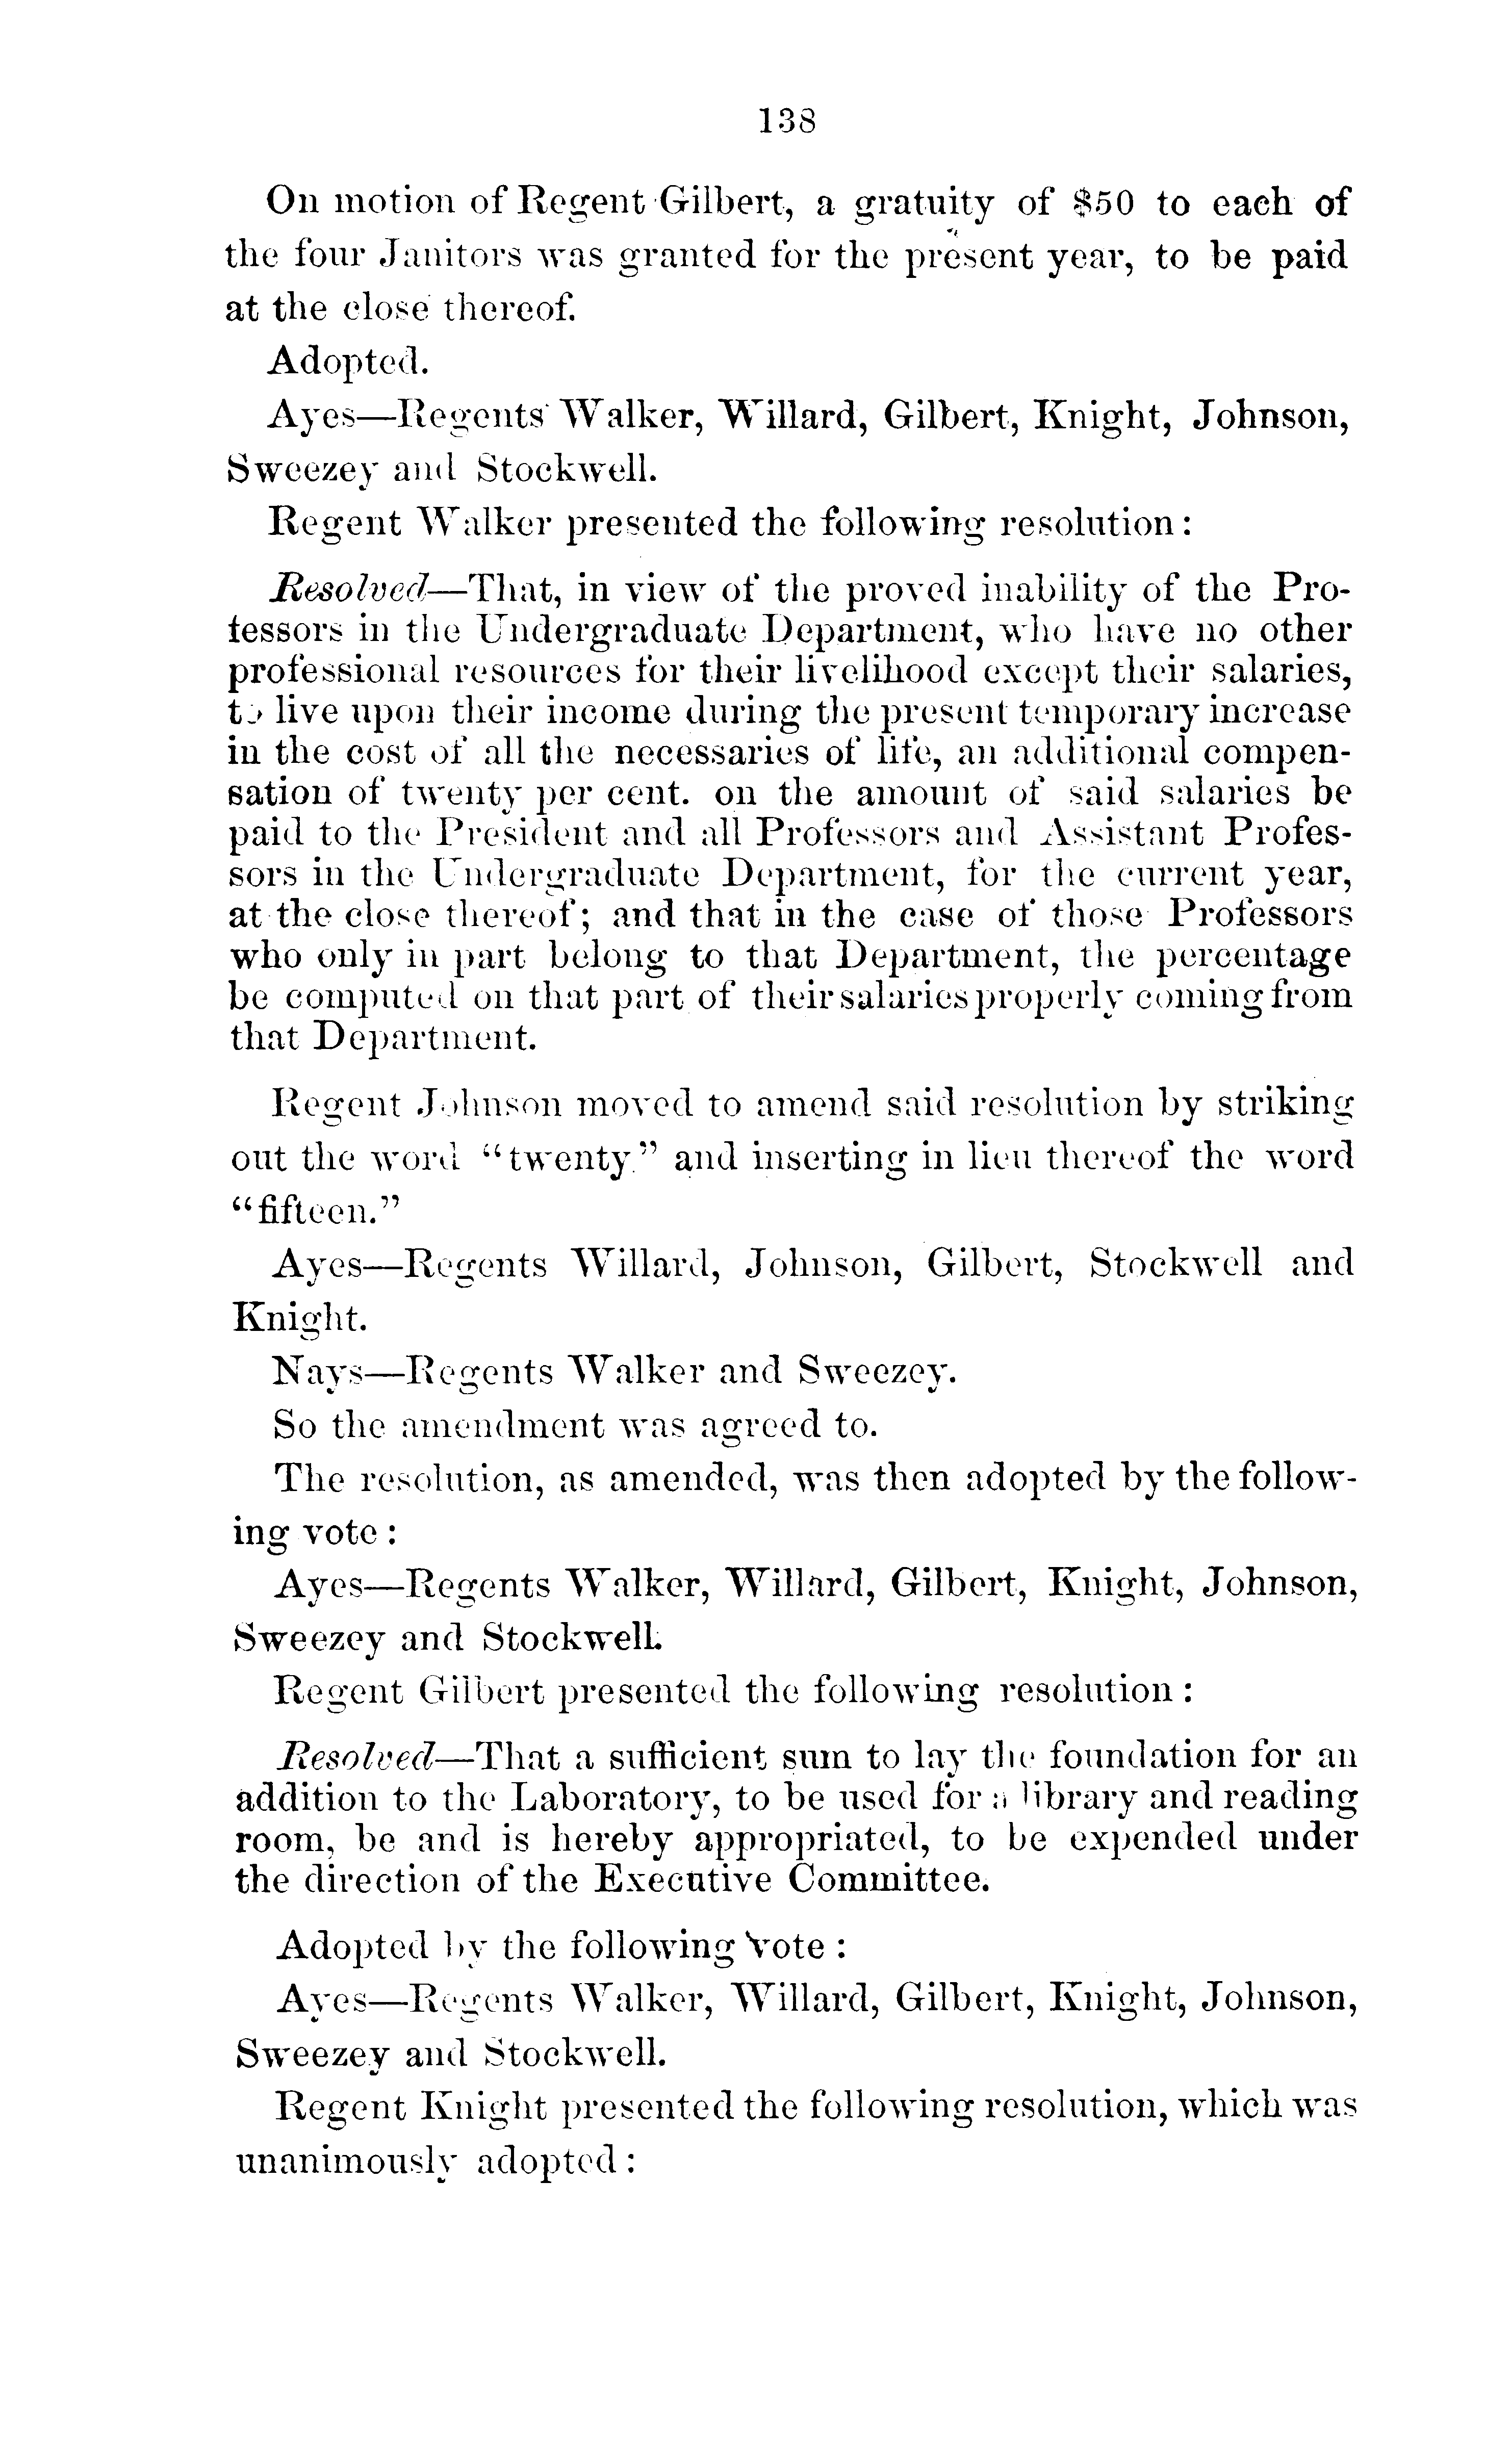 138
On motion of Regent Gilbert, a gratuity of $50 to each of
the four Janitors was granted for the present year, to be paid
at the close thereof.
Adopted.
Ayes—Regents Walker, Willard, Gilbert, Knight, Johnson,
Sweezey and Stockwell.
Regent Walker presented the following resolution:
Resolved—That, in view of the proved inability of the Pro-
fessors in the Undergraduate Department, who have no other
professional resources for their livelihood except their salaries,
to live upon their income during the present temporary increase
in the cost of all the necessaries of life, an additional compen-
sation of twenty per cent. on the amount of said salaries be
paid to the President and all Professors and Assistant Profes-
sors in the Undergraduate Department, for the current year,
at the close thereof; and that in the case of those Professors
who only in part belong to that Department, the percentage
be computed on that part of their salaries properly coming from
that Department.
Regent Johnson moved to amend said resolution by striking
out the word "twenty" and inserting in lieu thereof the word
"fifteen."
Ayes—Regents Willard, Johnson, Gilbert, Stockwell and
Knight.
Nays—Regents Walker and Sweezey.
So the amendment was agreed to.
The resolution, as amended, was then adopted by the follow-
ing vote:
Ayes—Regents Walker, Willard, Gilbert, Knight, Johnson,
Sweezey and Stockwell.
Regent Gilbert presented the following resolution:
Resolved—That a sufficient sum to lay the foundation for an
addition to the Laboratory, to be used for a library and reading
room, be and is hereby appropriated, to be expended under
the direction of the Executive Committee.
Adopted by the following vote:
Ayes—Regents Walker, Willard, Gilbert, Knight, Johnson,
Sweezey and Stockwell.
Regent Knight presented the following resolution, which was
unanimously adopted: